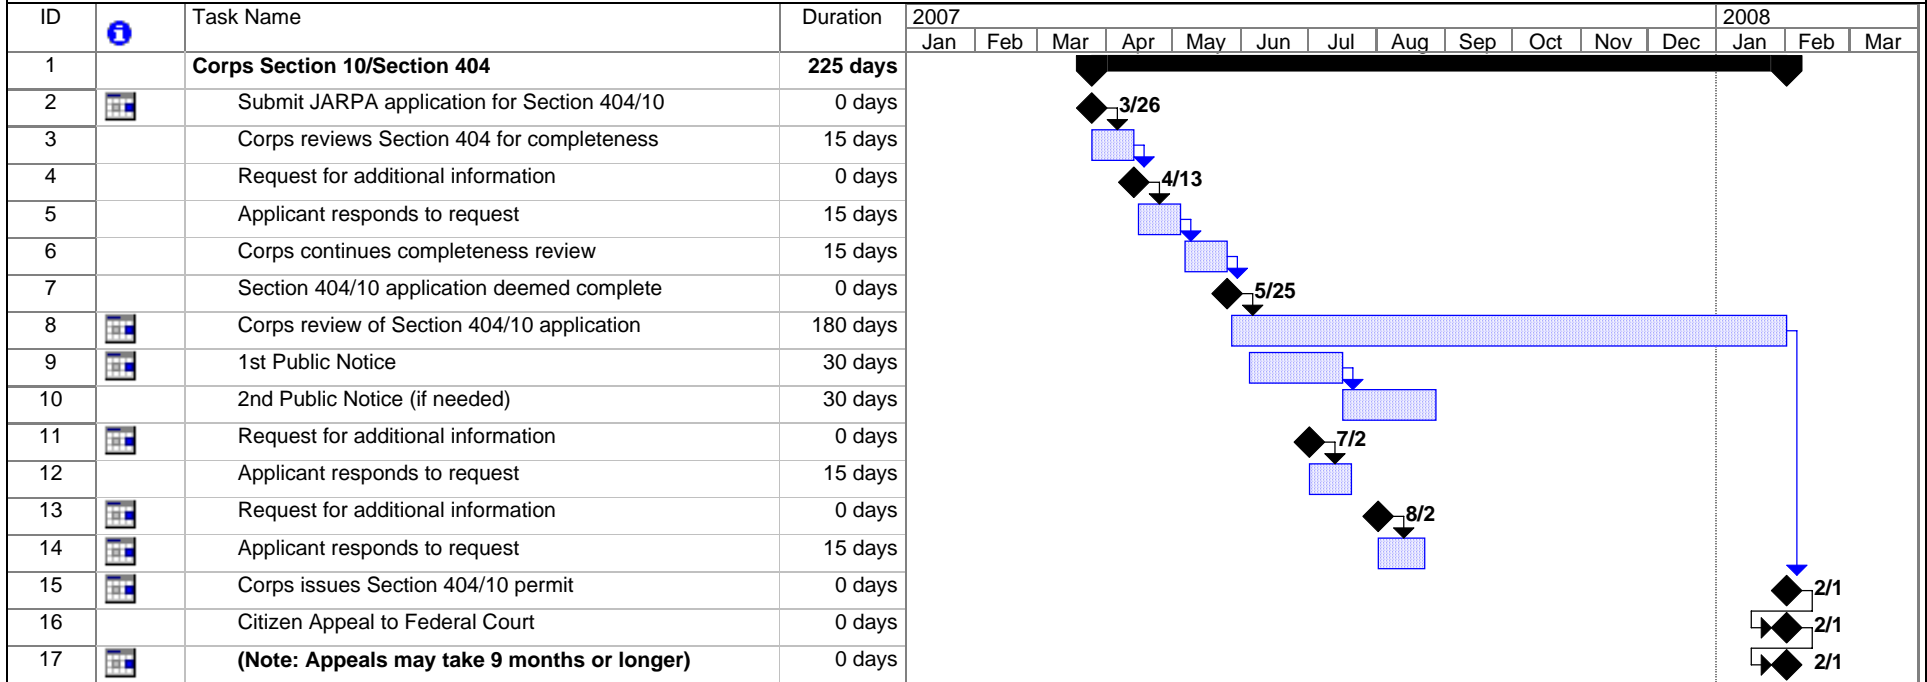 ID Task Name Duration 2007 2008
Jan Feb Mar Apr May Jun Jul Aug Sep Oct Nov Dec Jan Feb Mar
1 Corps Section 10/Section 404 225 days
2 Submit JARPA application for Section 404/10 0 days 3/26
3 Corps reviews Section 404 for completeness 15 days
4 Request for additional information 0 days 4/13
5 Applicant responds to request 15 days
6 Corps continues completeness review 15 days
7 Section 404/10 application deemed complete 0 days 5/25
8 Corps review of Section 404/10 application 180 days
9 1st Public Notice 30 days
10 2nd Public Notice (if needed) 30 days
11 Request for additional information 0 days 7/2
12 Applicant responds to request 15 days
13 Request for additional information 0 days 8/2
14 Applicant responds to request 15 days
15 Corps issues Section 404/10 permit 0 days 2/1
16 Citizen Appeal to Federal Court 0 days 2/1
17 (Note: Appeals may take 9 months or longer) 0 days 2/1